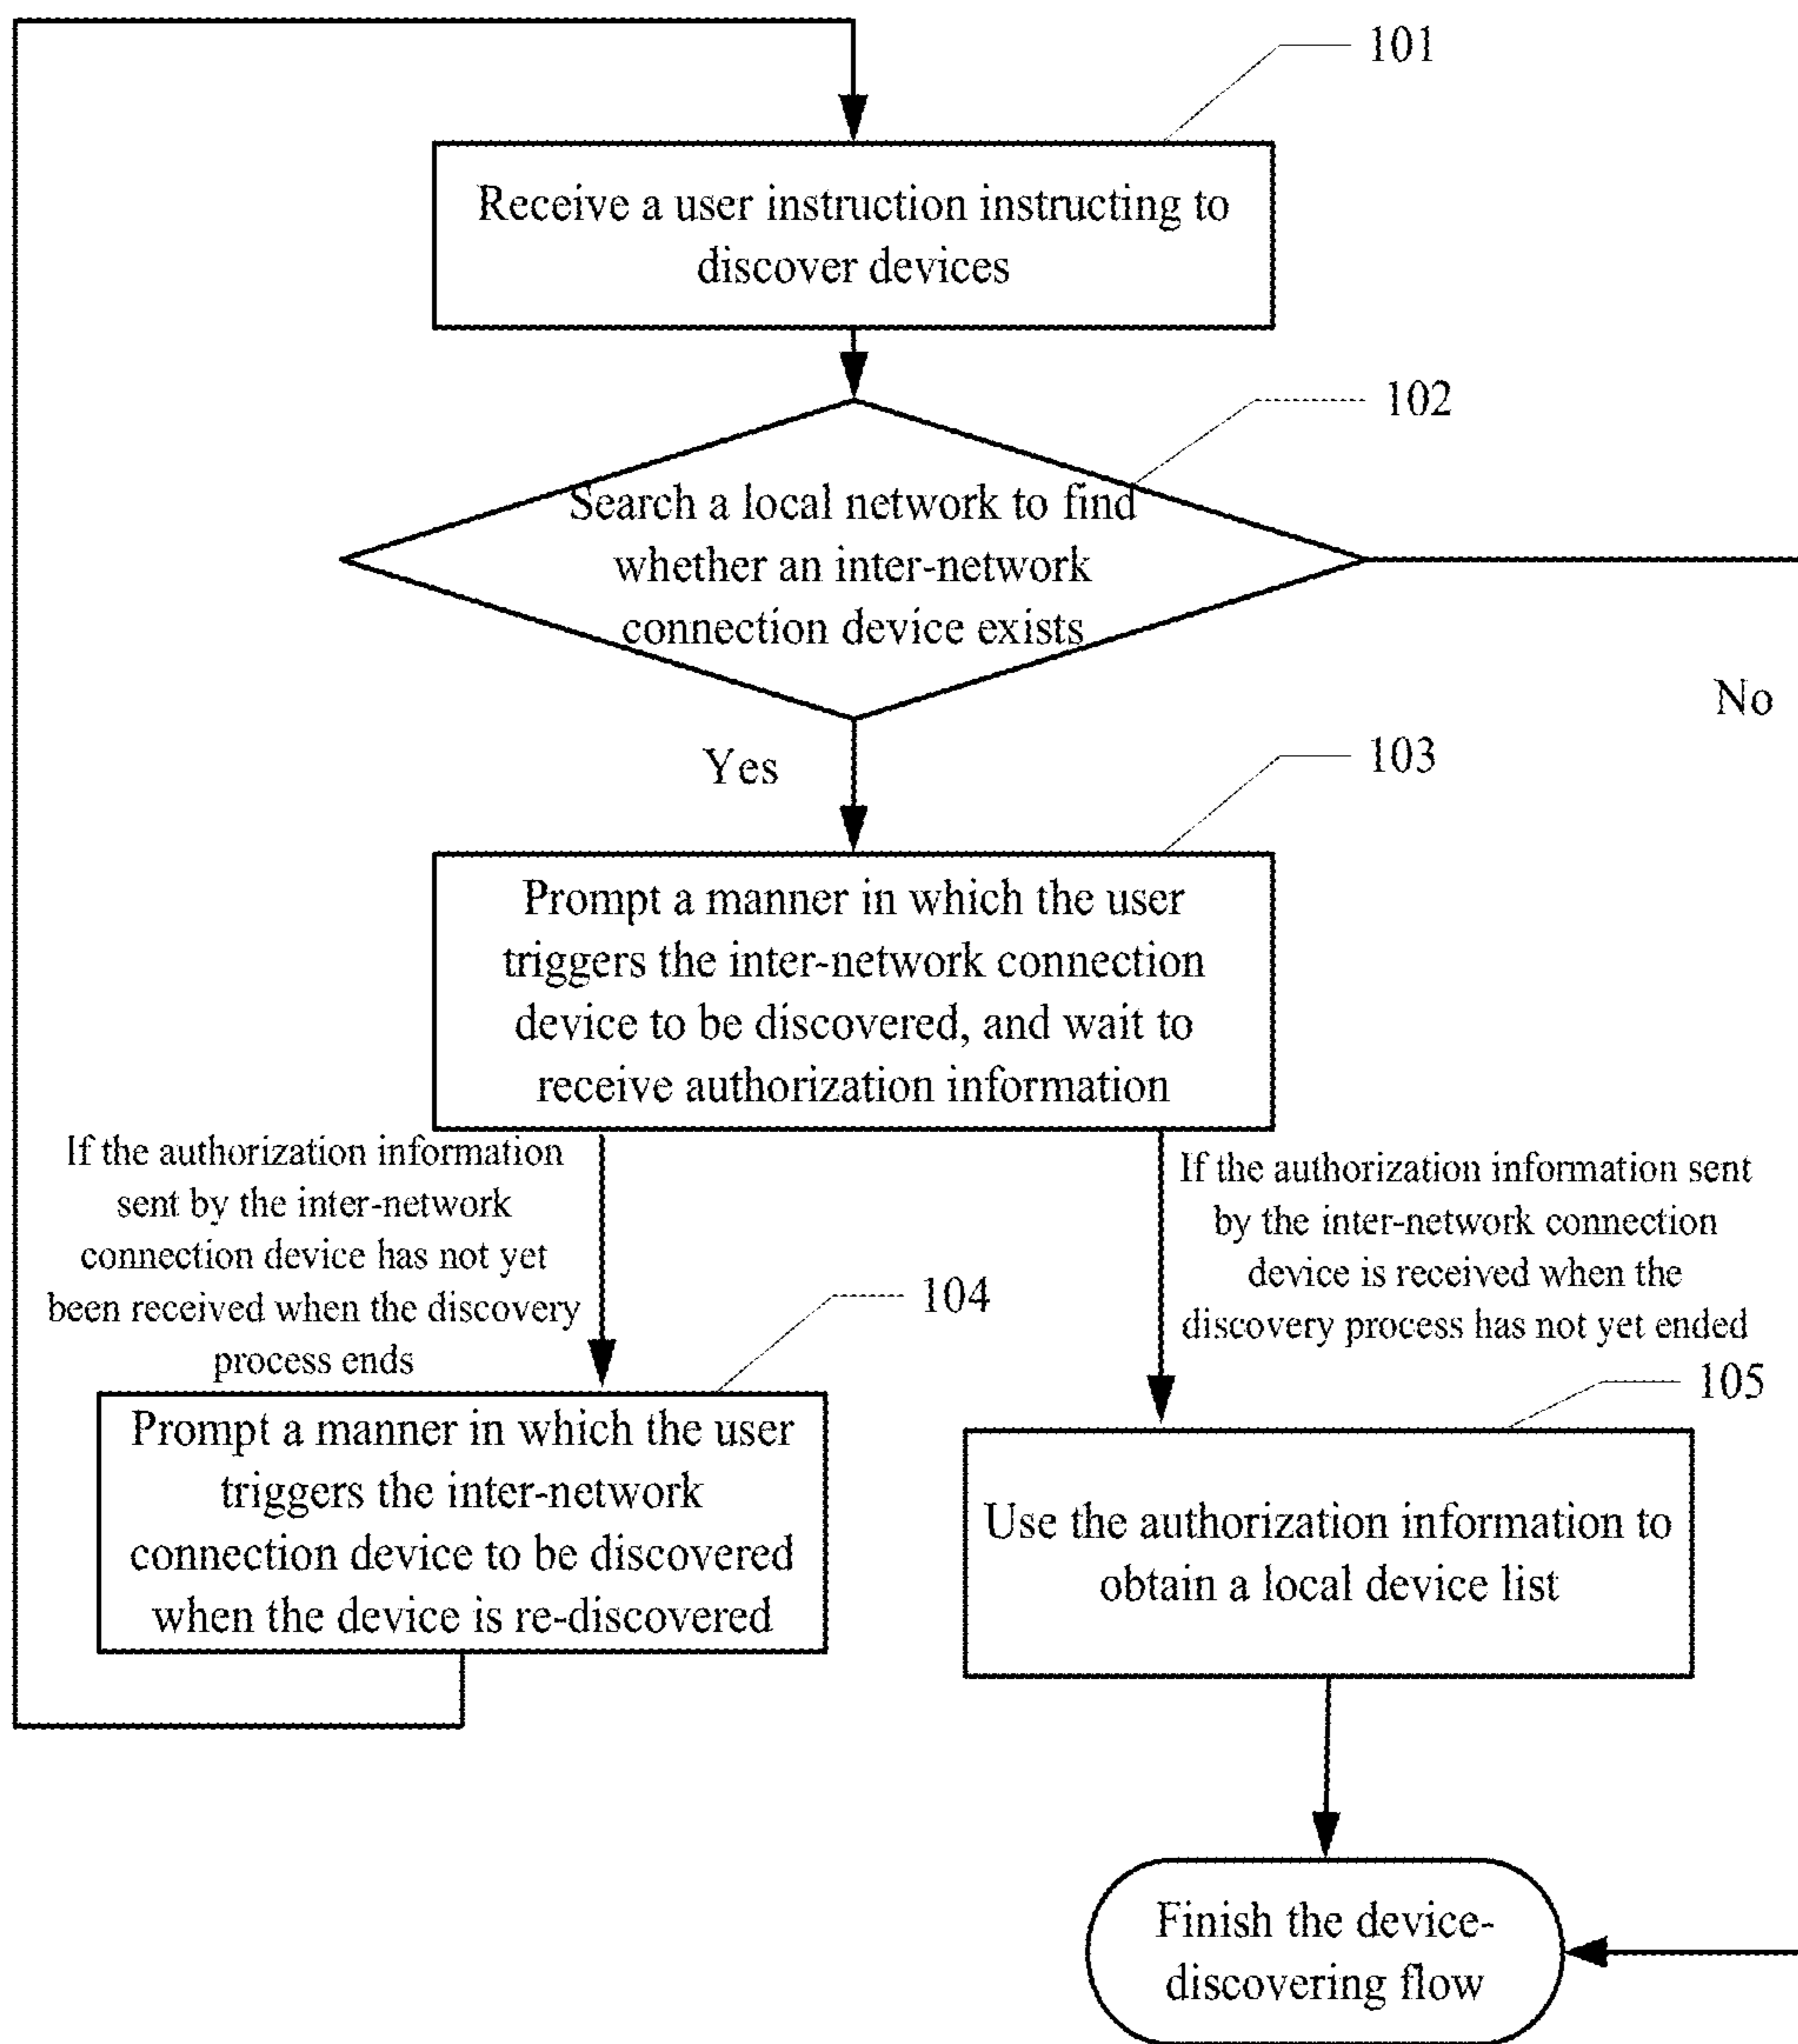 101
Receive a user instruction instructing to
discover devices
102
Search a local network to find
whether an inter-network
connection device exists
No
Yes
103
Prompt a manner in which the user
triggers the inter-network connection
device to be discovered, and wait to
receive authorization information
If the authorization information
sent by the inter-network
connection device has not yet
been received when the discovery
process ends
If the authorization information sent
by the inter-network connection
device is received when the
discovery process has not yet ended
104
Prompt a manner in which the user
triggers the inter-network
connection device to be discovered
when the device is re-discovered
105
Use the authorization information to
obtain a local device list
Finish the device-
discovering flow